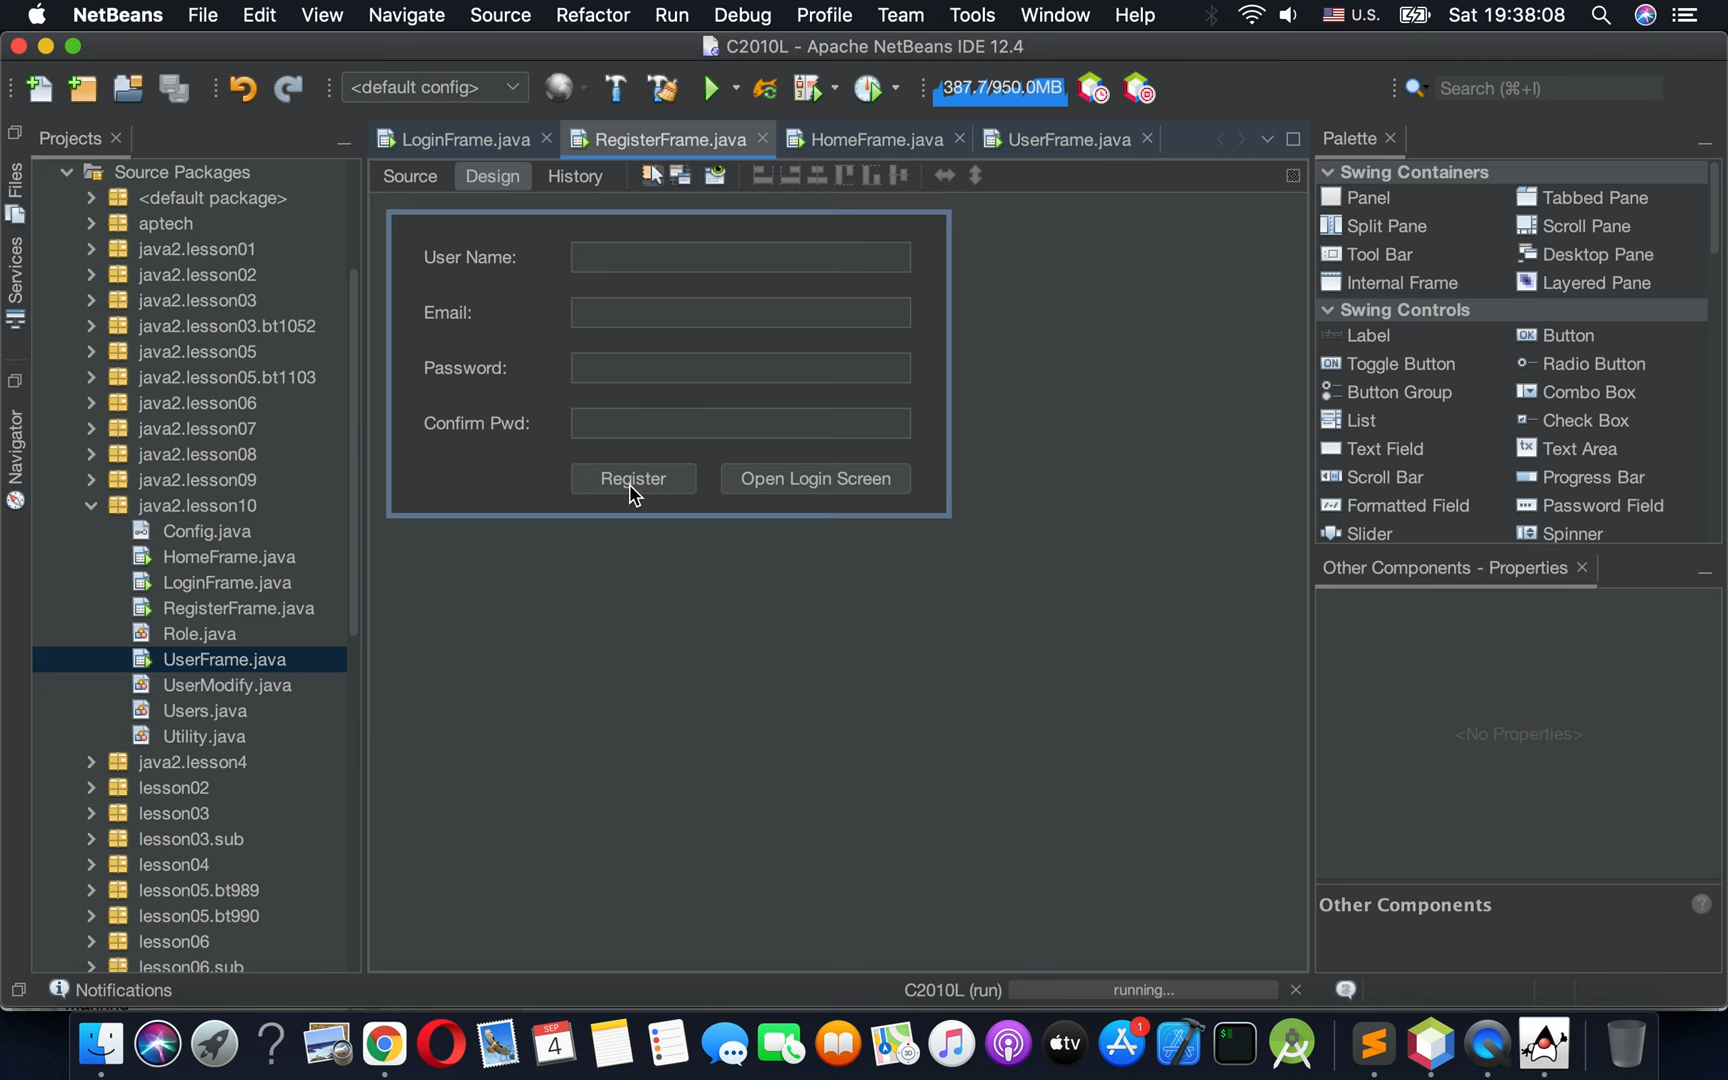 NetBeans File Edit View Navigate Source Refactor Run Debug Profile Team Tools Window Help U.S. Sat 19:38:08
C2010L - Apache NetBeans IDE 12.4
<default config> 387.7/950.0MB Search (⌘+I)
Projects LoginFrame.java RegisterFrame.java HomeFrame.java UserFrame.java Palette
Source Design History
Files
Services
Navigator
Source Packages
<default package>
aptech
java2.lesson01
java2.lesson02
java2.lesson03
java2.lesson03.bt1052
java2.lesson05
java2.lesson05.bt1103
java2.lesson06
java2.lesson07
java2.lesson08
java2.lesson09
java2.lesson10
Config.java
HomeFrame.java
LoginFrame.java
RegisterFrame.java
Role.java
UserFrame.java
UserModify.java
Users.java
Utility.java
java2.lesson4
lesson02
lesson03
lesson03.sub
lesson04
lesson05.bt989
lesson05.bt990
lesson06
lesson06.sub
User Name:
Email:
Password:
Confirm Pwd:
Register Open Login Screen
Swing Containers
Panel Tabbed Pane
Split Pane Scroll Pane
Tool Bar Desktop Pane
Internal Frame Layered Pane
Swing Controls
Label Button
Toggle Button Radio Button
Button Group Combo Box
List Check Box
Text Field Text Area
Scroll Bar Progress Bar
Formatted Field Password Field
Slider Spinner
Other Components - Properties
<No Properties>
Other Components
Notifications C2010L (run) running...
SEP
4
tv
1